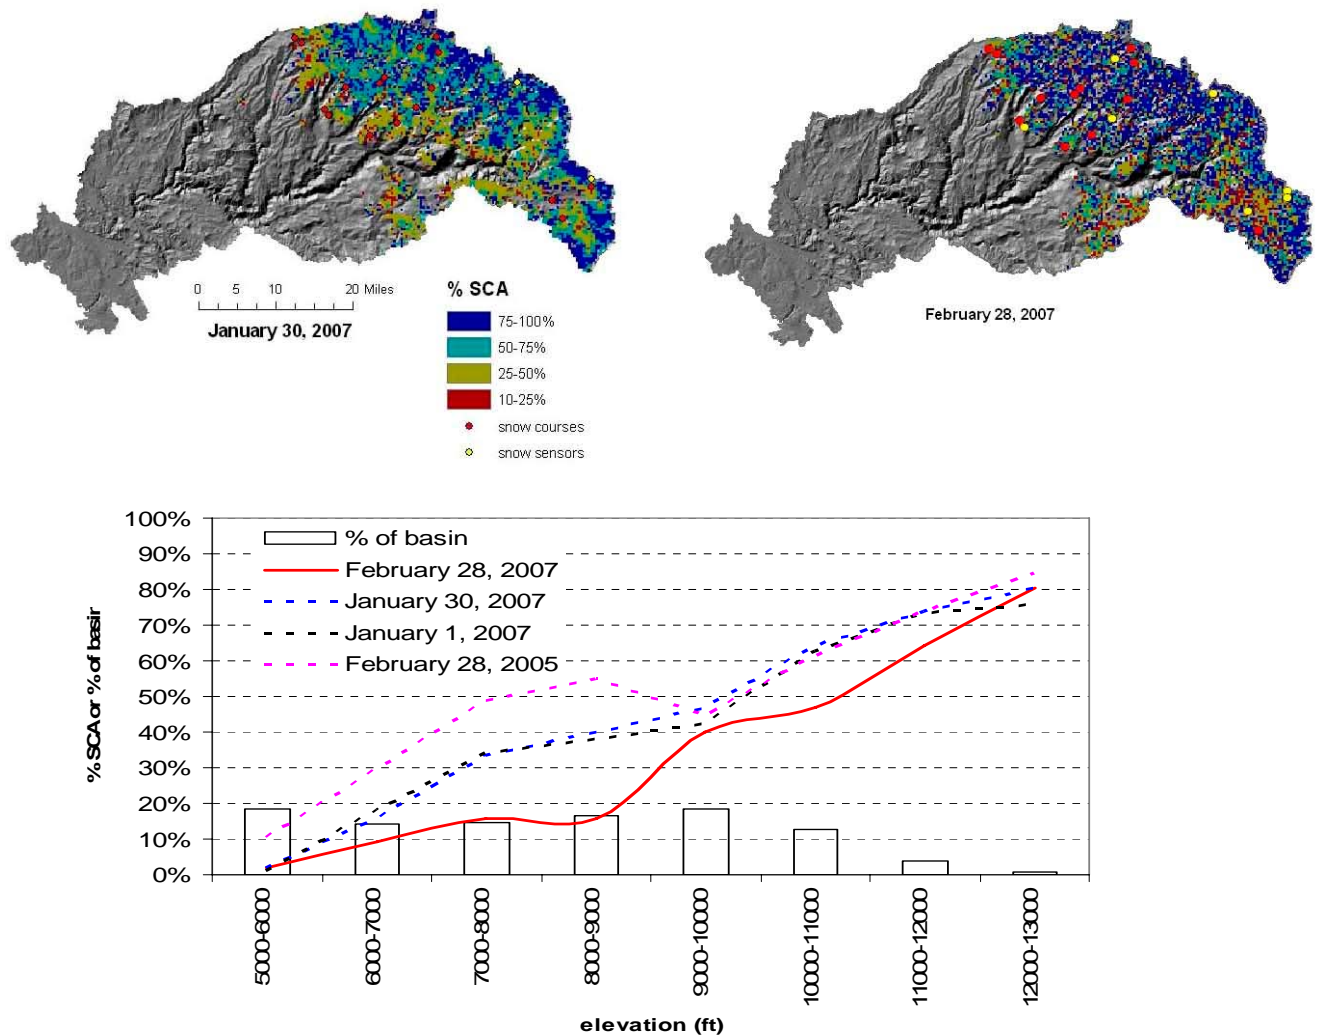 0 5 10 20 Miles
January 30, 2007
% SCA
75-100%
50-75%
25-50%
10-25%
snow courses
snow sensors
February 28, 2007
100%
90%
80%
70%
60%
50%
40%
30%
20%
10%
0%
%SCA or % of basin
% of basin
February 28, 2007
January 30, 2007
January 1, 2007
February 28, 2005
5000-6000
6000-7000
7000-8000
8000-9000
9000-10000
10000-11000
11000-12000
12000-13000
elevation (ft)